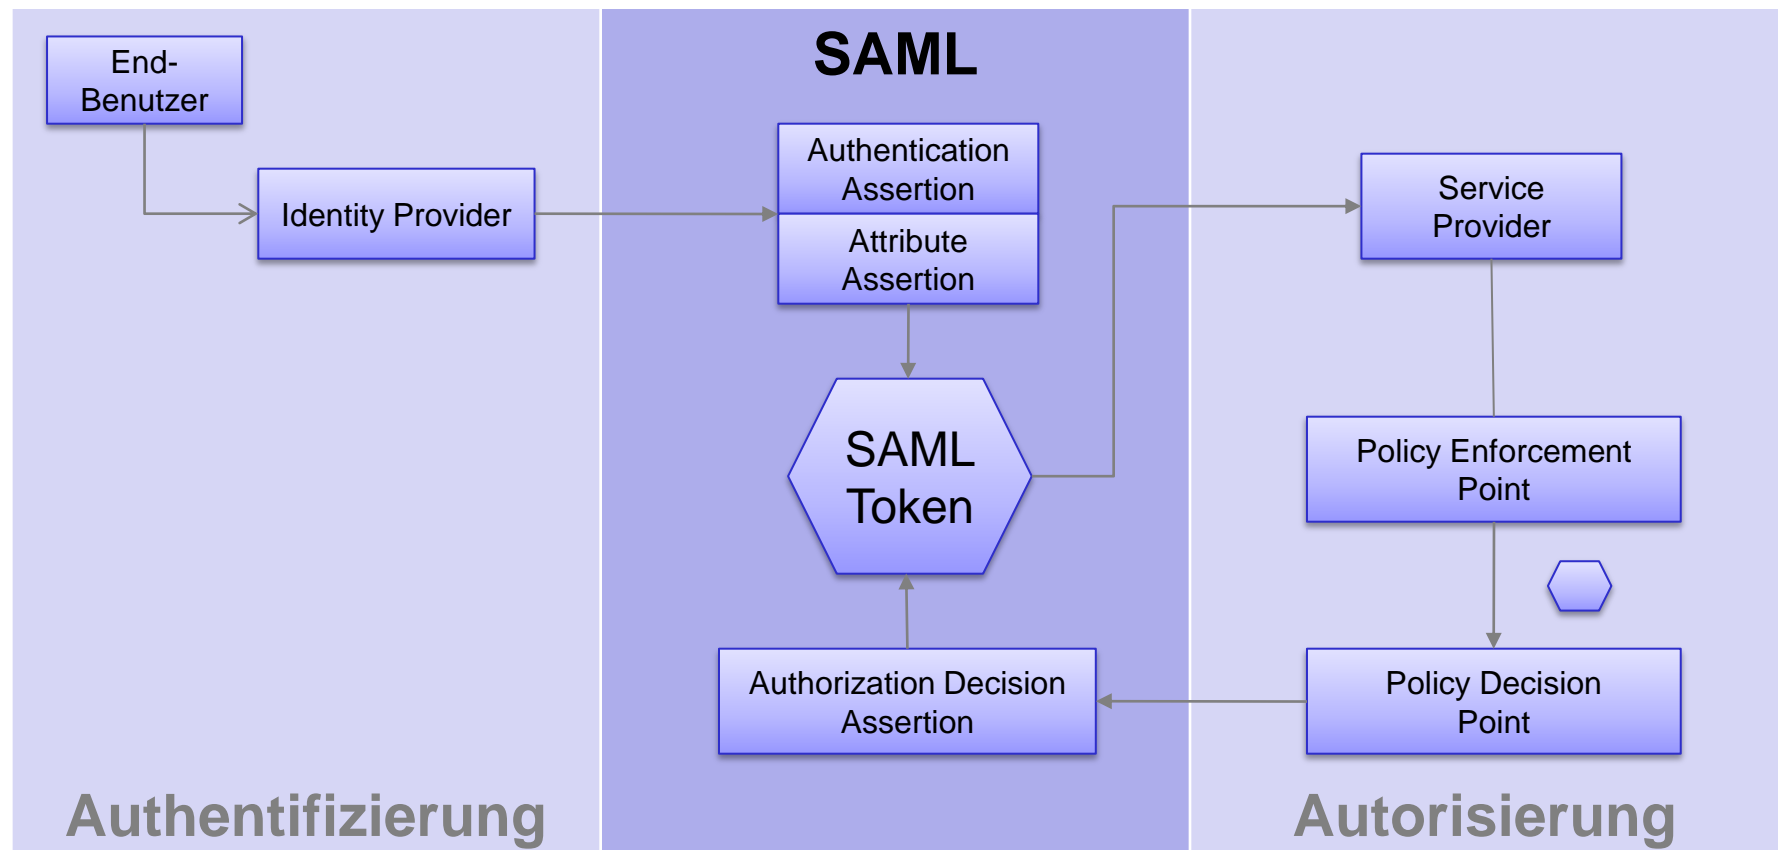 SAML
End-
Benutzer
Identity Provider
Authentication
Assertion
Attribute
Assertion
Service
Provider
SAML
Token
Policy Enforcement
Point
Authorization Decision
Assertion
Policy Decision
Point
Authentifizierung
Autorisierung